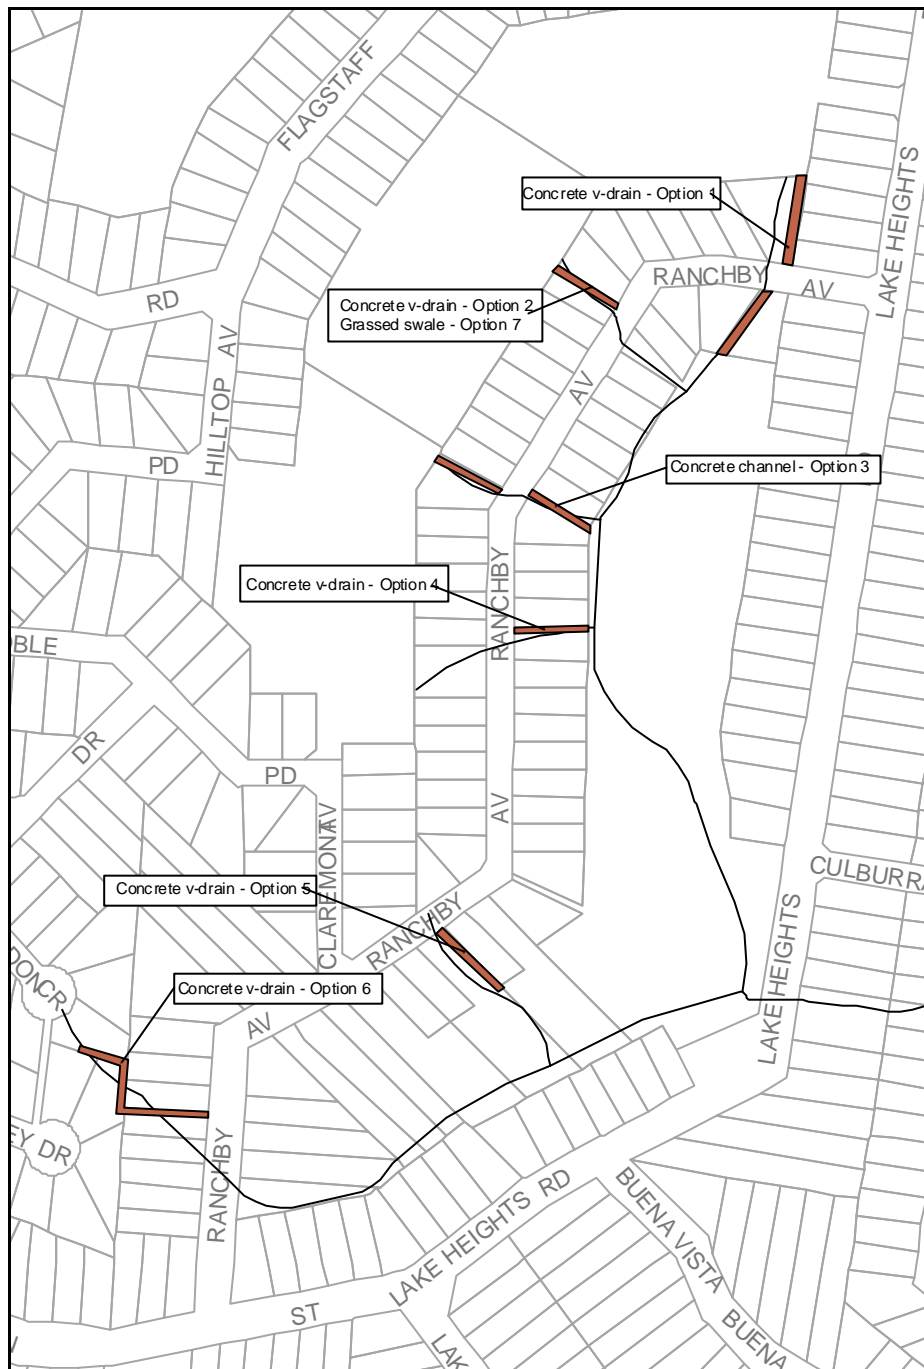 FLAGSTAFF
LAKE HEIGHTS
Concrete v-drain - Option 1
RANCHBY
AV
RD
Concrete v-drain - Option 2
Grassed swale - Option 7
HILLTOP AV
AV
PD
Concrete channel - Option 3
RANCHBY
Concrete v-drain - Option 4
OBLE
DR
PD
AV
CLAREMONT AV
CULBURRA
Concrete v-drain - Option 5
RANCHBY
LAKE HEIGHTS
DONCR
Concrete v-drain - Option 6
AV
EY DR
RANCHBY
LAKE HEIGHTS RD
BUENA VISTA
ST
BUENA
LAK